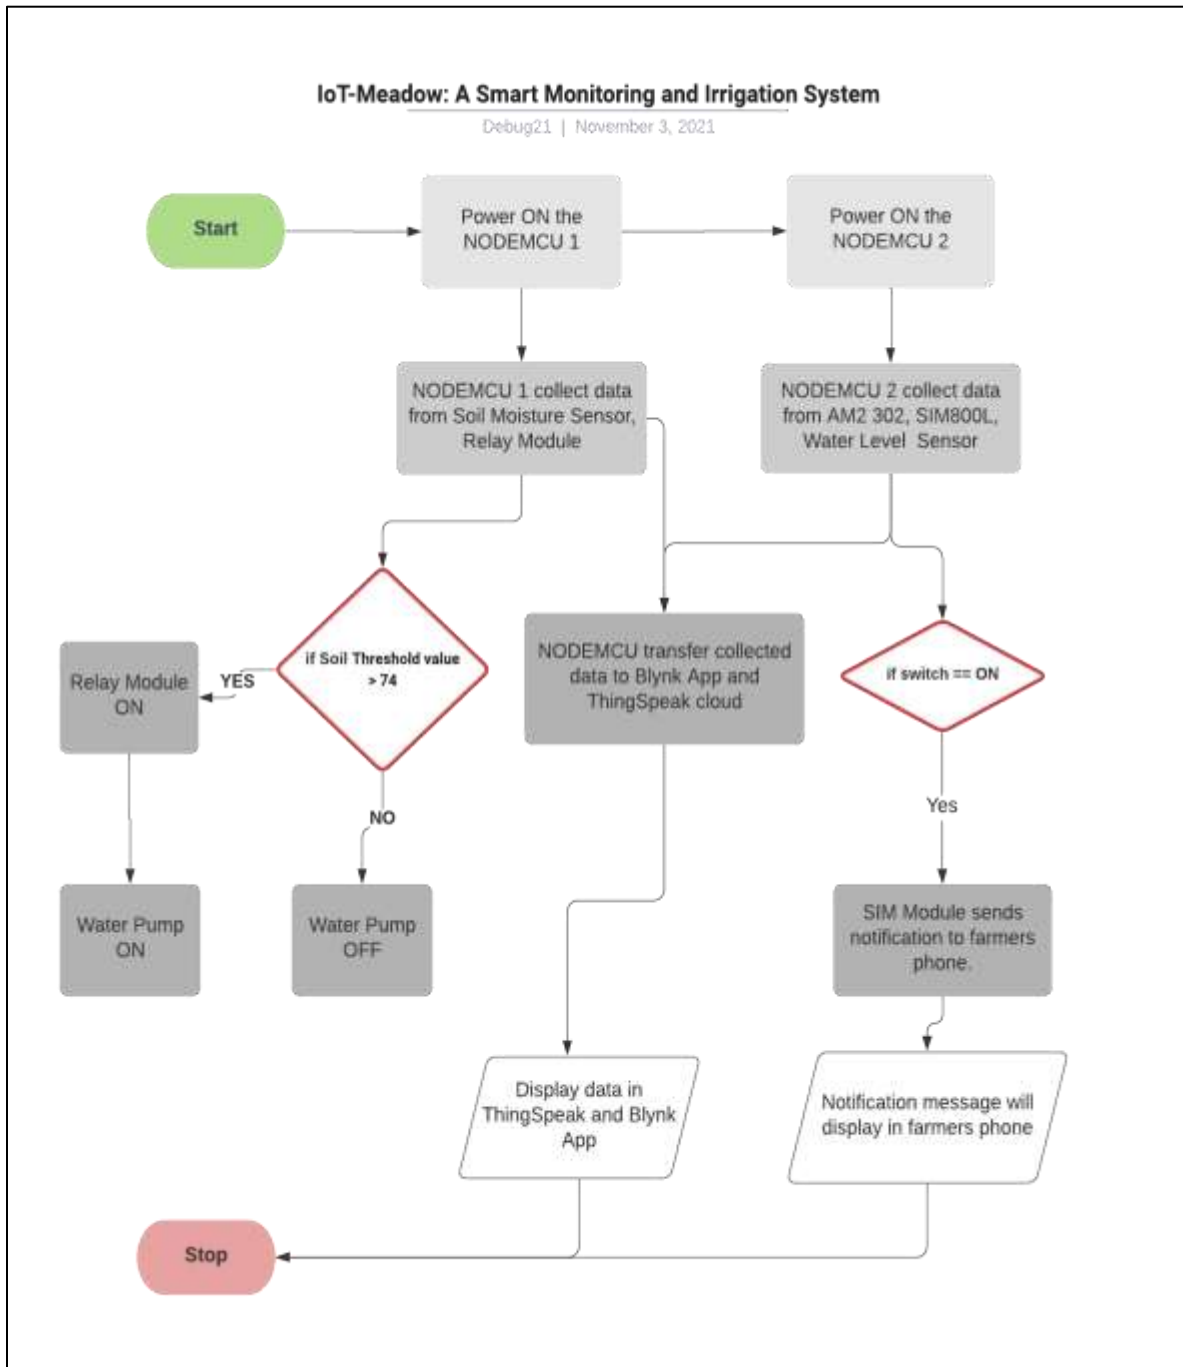 IoT-Meadow: A Smart Monitoring and Irrigation System
Debug21 | November 3, 2021
Start
Power ON the
NODEMCU 1
Power ON the
NODEMCU 2
NODEMCU 1 collect data
from Soil Moisture Sensor,
Relay Module
NODEMCU 2 collect data
from AM2 302, SIM800L,
Water Level Sensor
if Soil Threshold value
> 74
YES
Relay Module
ON
NODEMCU transfer collected
data to Blynk App and
ThingSpeak cloud
if switch == ON
NO
Yes
Water Pump
ON
Water Pump
OFF
SIM Module sends
notification to farmers
phone.
Display data in
ThingSpeak and Blynk
App
Notification message will
display in farmers phone
Stop